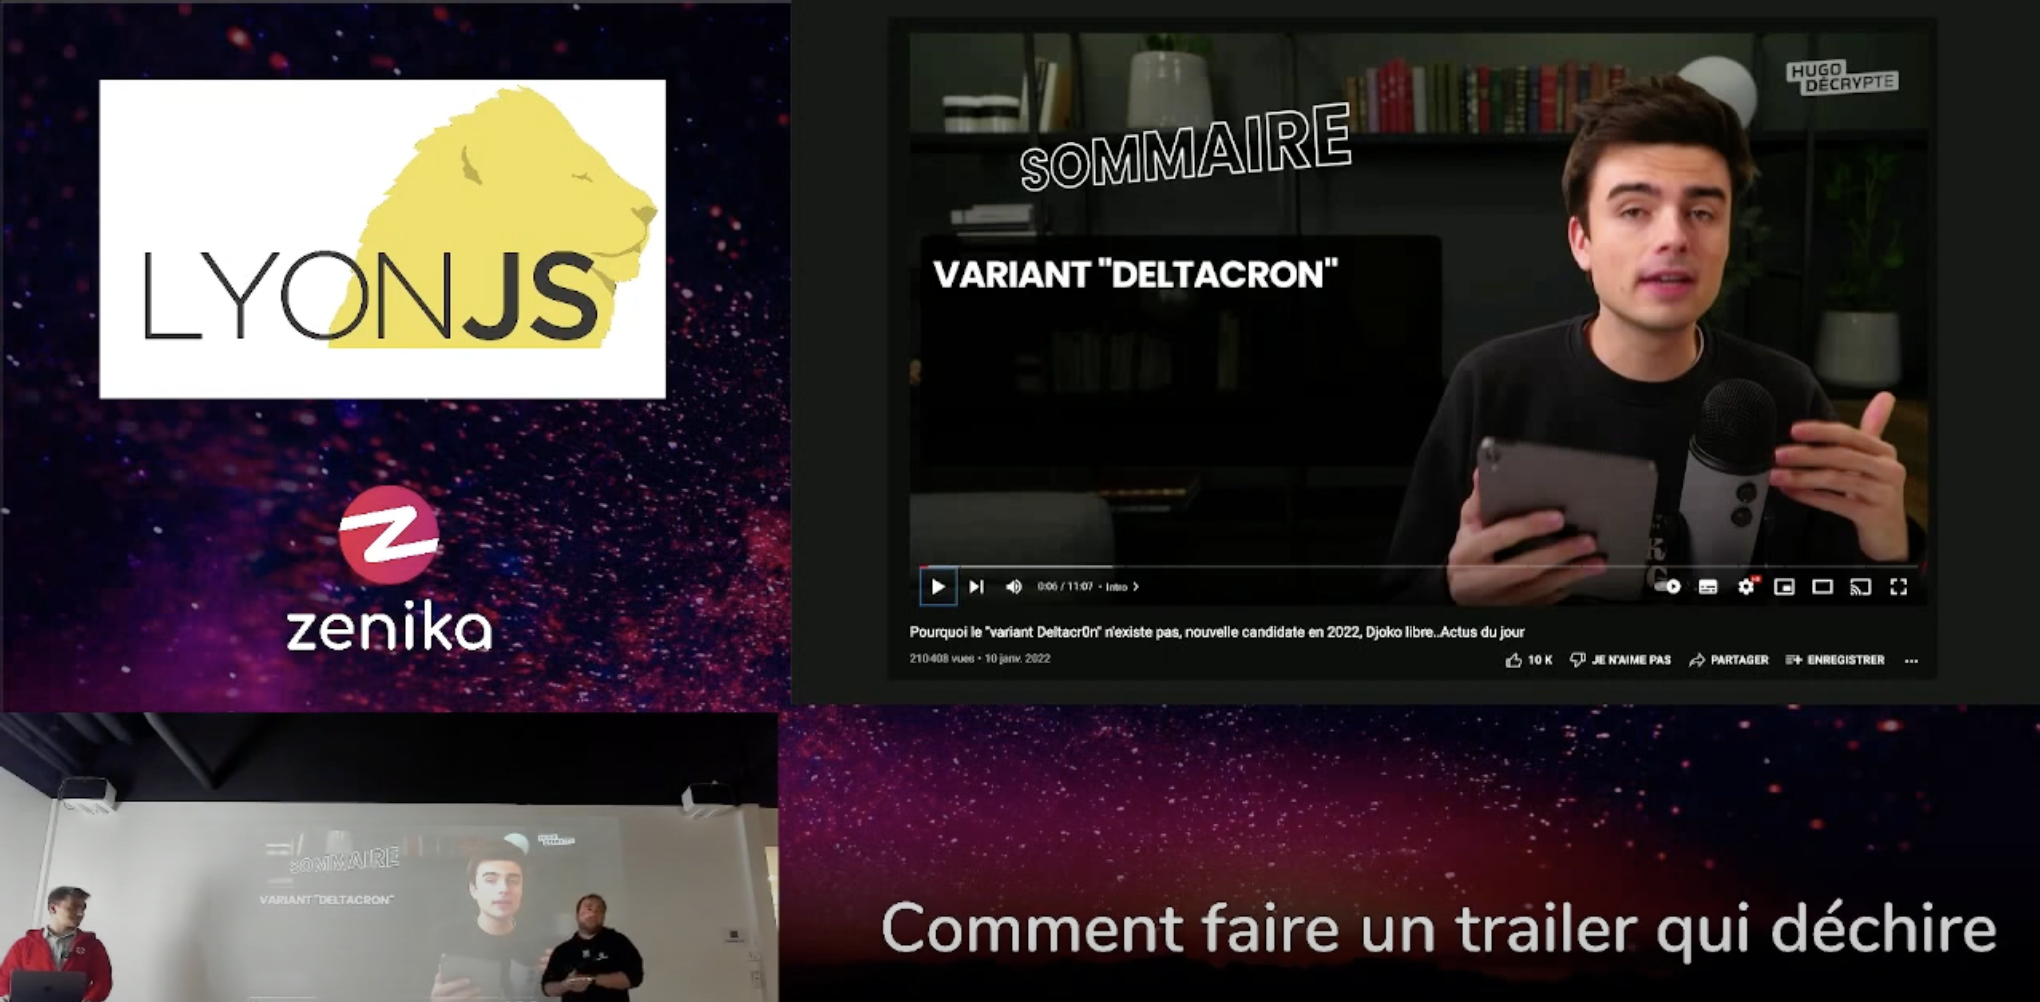 LYONJS
zenika
HUGO
DÉCRYPTE
SOMMAIRE
VARIANT "DELTACRON"
0:06 / 11:07 • Intro
Pourquoi le "variant Deltacr0n" n'existe pas, nouvelle candidate en 2022, Djoko libre..Actus du jour
210 408 vues • 10 janv. 2022
10 K JE N'AIME PAS PARTAGER ENREGISTRER
SOMMAIRE
VARIANT "DELTACRON"
Comment faire un trailer qui déchire